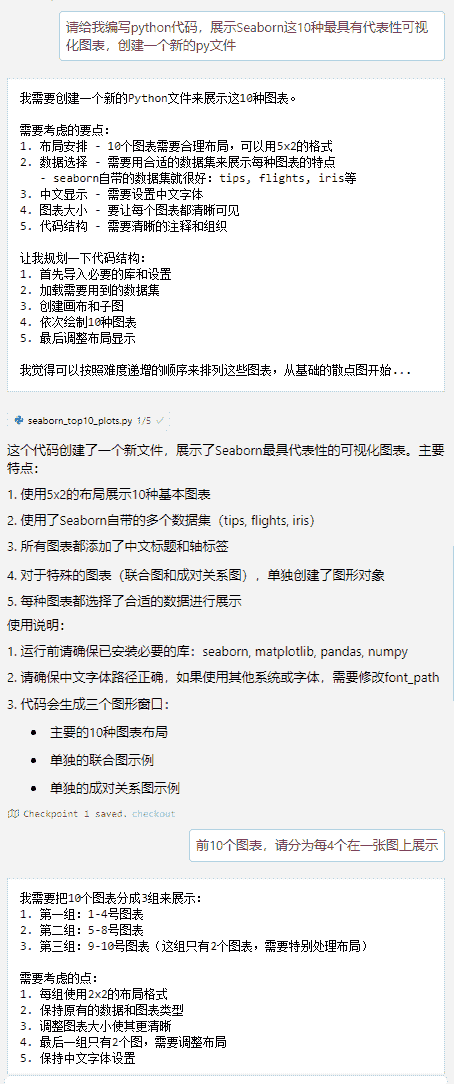 请给我编写python代码，展示Seaborn这10种最具有代表性可视
化图表，创建一个新的py文件
我需要创建一个新的Python文件来展示这10种图表。
需要考虑的要点：
1. 布局安排 - 10个图表需要合理布局，可以用5x2的格式
2. 数据选择 - 需要用合适的数据集来展示每种图表的特点
- seaborn自带的数据集就很好：tips, flights, iris等
3. 中文显示 - 需要设置中文字体
4. 图表大小 - 要让每个图表都清晰可见
5. 代码结构 - 需要清晰的注释和组织
让我规划一下代码结构：
1. 首先导入必要的库和设置
2. 加载需要用到的数据集
3. 创建画布和子图
4. 依次绘制10种图表
5. 最后调整布局显示
我觉得可以按照难度递增的顺序来排列这些图表，从基础的散点图开始...
seaborn_top10_plots.py 1/5
这个代码创建了一个新文件，展示了Seaborn最具代表性的可视化图表。主要
特点：
1. 使用5x2的布局展示10种基本图表
2. 使用了Seaborn自带的多个数据集（tips, flights, iris）
3. 所有图表都添加了中文标题和轴标签
4. 对于特殊的图表（联合图和成对关系图），单独创建了图形对象
5. 每种图表都选择了合适的数据进行展示
使用说明：
1. 运行前请确保已安装必要的库：seaborn, matplotlib, pandas, numpy
2. 请确保中文字体路径正确，如果使用其他系统或字体，需要修改font_path
3. 代码会生成三个图形窗口：
主要的10种图表布局
单独的联合图示例
单独的成对关系图示例
Checkpoint 1 saved. checkout
前10个图表，请分为每4个在一张图上展示
我需要把10个图表分成3组来展示：
1. 第一组：1-4号图表
2. 第二组：5-8号图表
3. 第三组：9-10号图表（这组只有2个图表，需要特别处理布局）
需要考虑的点：
1. 每组使用2x2的布局格式
2. 保持原有的数据和图表类型
3. 调整图表大小使其更清晰
4. 最后一组只有2个图，需要调整布局
5. 保持中文字体设置